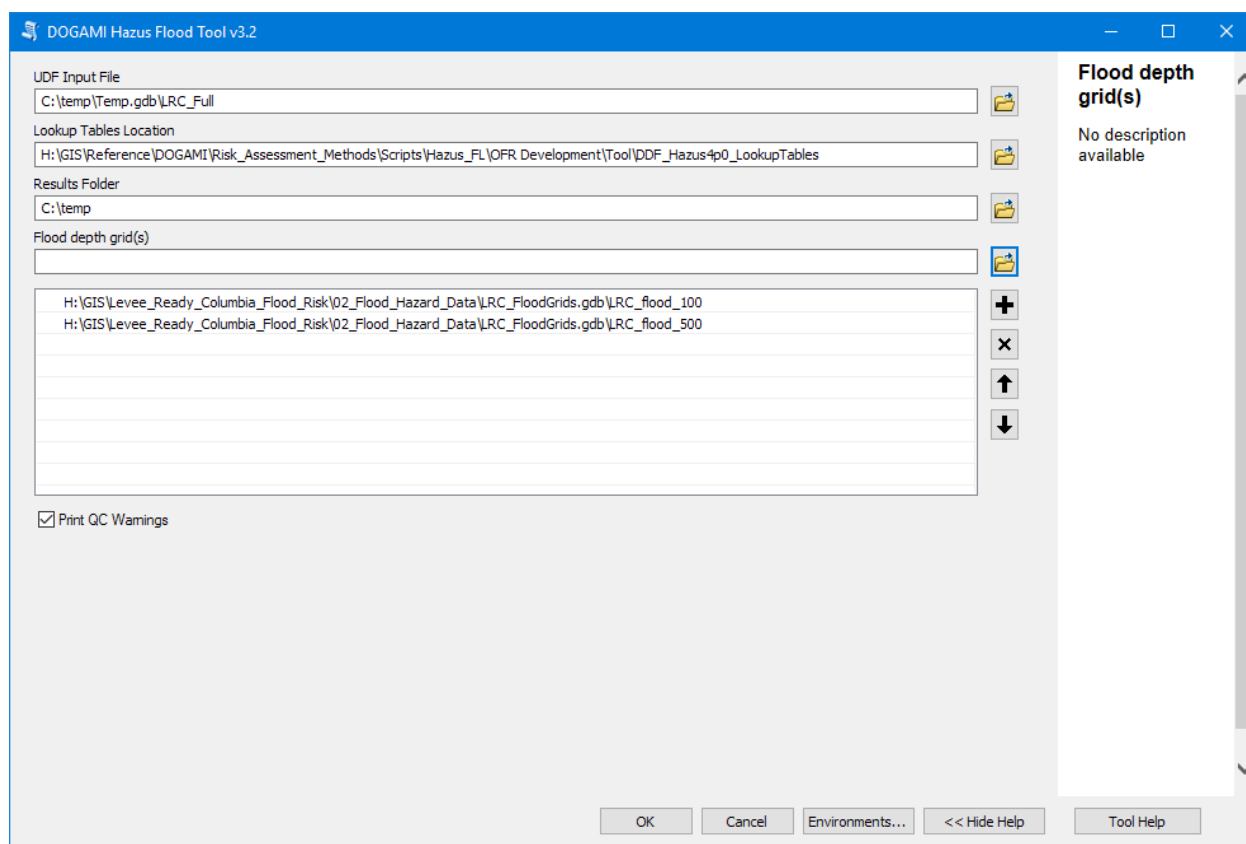 DOGAMI Hazus Flood Tool v3.2
UDF Input File
C:\temp\Temp.gdb\LRC_Full
Lookup Tables Location
H:\GIS\Reference\DOGAMI\Risk_Assessment_Methods\Scripts\Hazus_FL\OFR Development\Tool\DDF_Hazus4p0_LookupTables
Results Folder
C:\temp
Flood depth grid(s)
H:\GIS\Levee_Ready_Columbia_Flood_Risk\02_Flood_Hazard_Data\LRC_FloodGrids.gdb\LRC_flood_100
H:\GIS\Levee_Ready_Columbia_Flood_Risk\02_Flood_Hazard_Data\LRC_FloodGrids.gdb\LRC_flood_500
Print QC Warnings
Flood depth
grid(s)
No description
available
OK
Cancel
Environments...
<< Hide Help
Tool Help